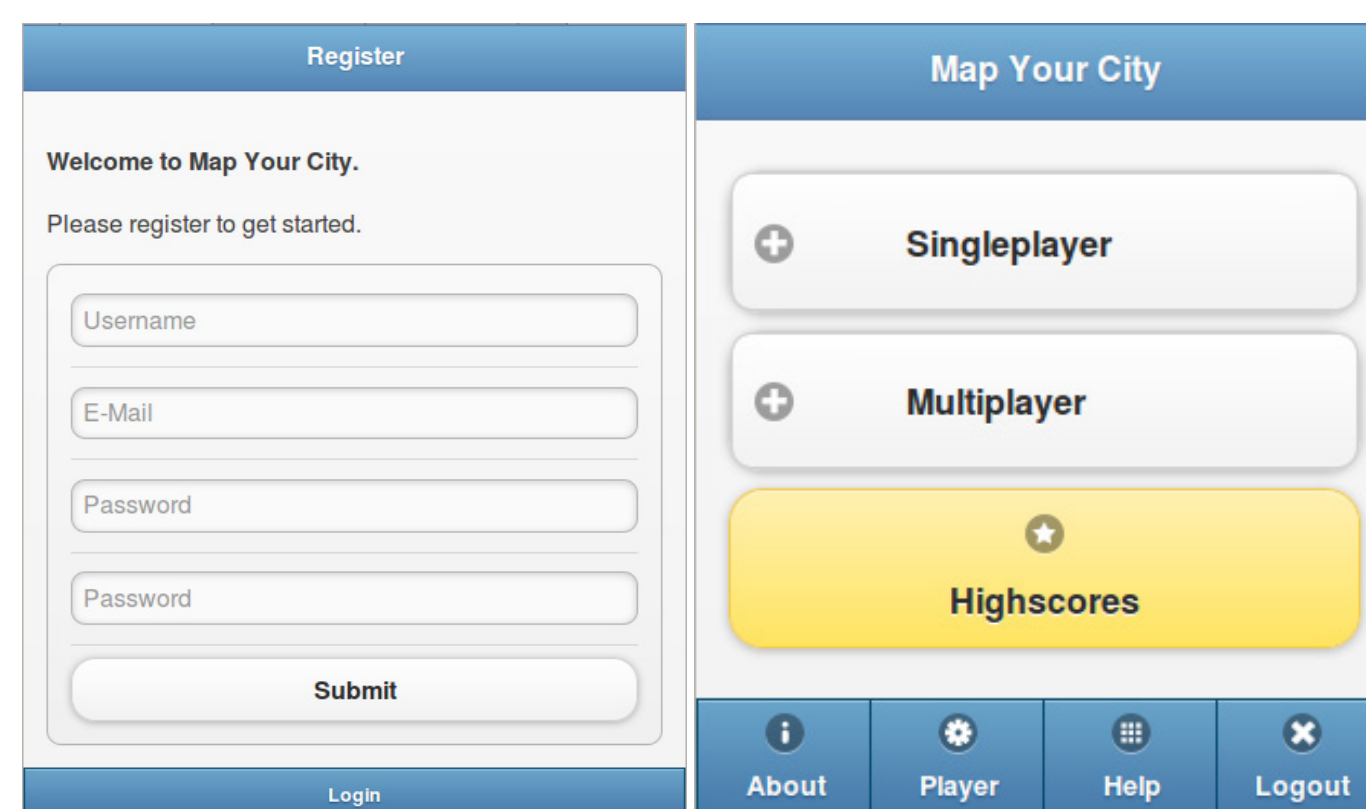 Register
Welcome to Map Your City.
Please register to get started.
Username
E-Mail
Password
Password
Submit
Login
Map Your City
Singleplayer
Multiplayer
Highscores
About Player Help Logout